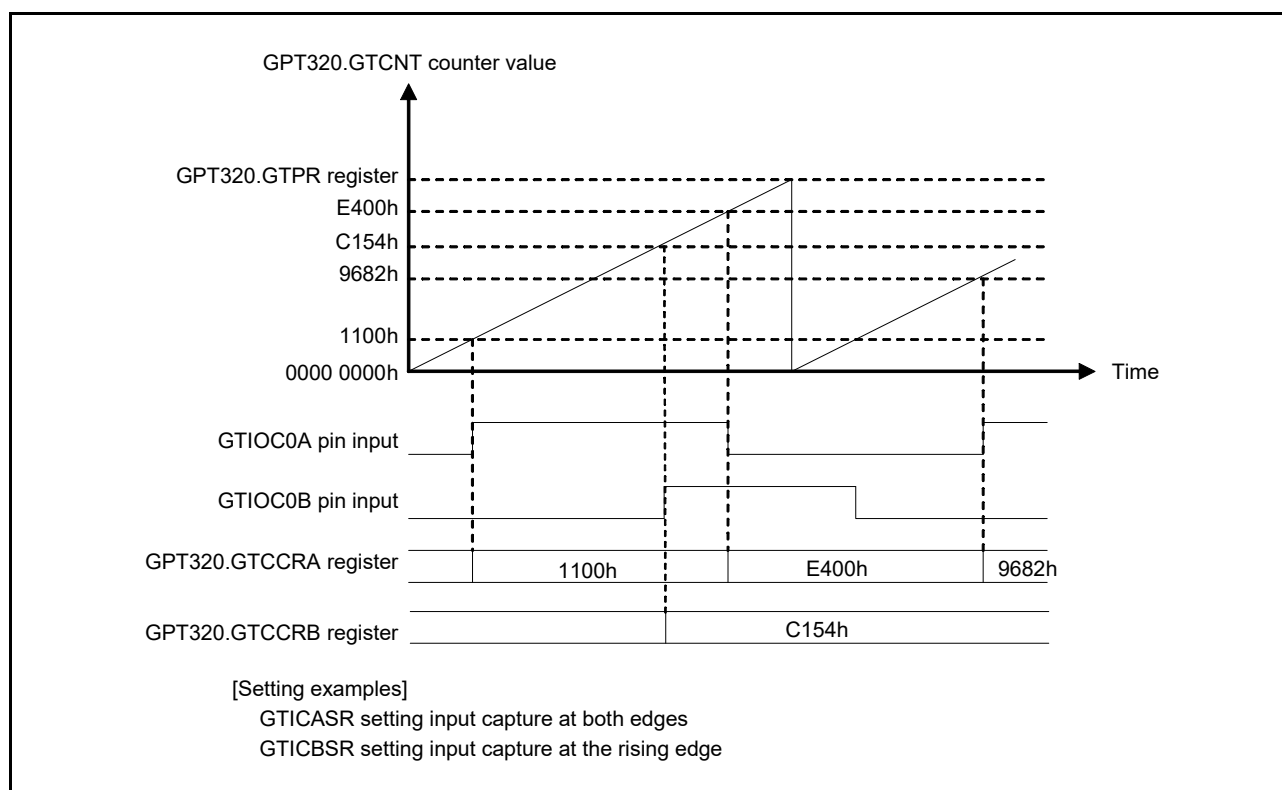 GPT320.GTCNT counter value
GPT320.GTPR register
E400h
C154h
9682h
1100h
0000 0000h
Time
GTIOC0A pin input
GTIOC0B pin input
GPT320.GTCCRA register
1100h
E400h
9682h
GPT320.GTCCRB register
C154h
[Setting examples]
GTICASR setting input capture at both edges
GTICBSR setting input capture at the rising edge